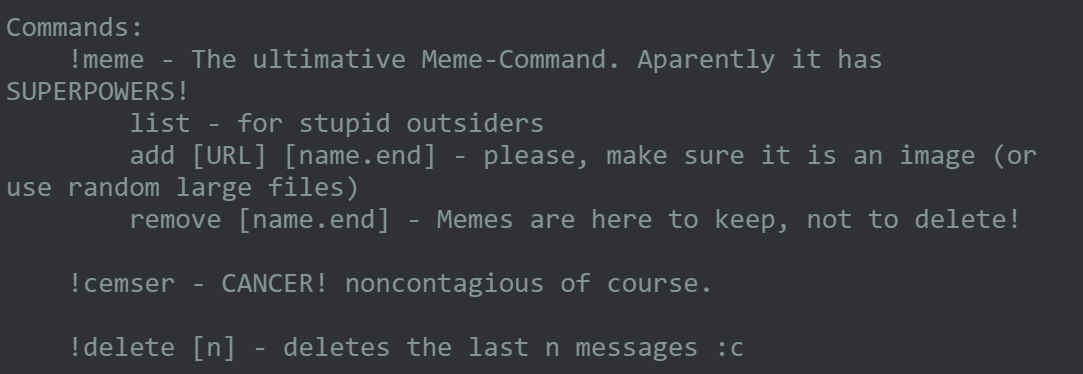 Commands:
!meme - The ultimative Meme-Command. Aparently it has
SUPERPOWERS!
list - for stupid outsiders
add [URL] [name.end] - please, make sure it is an image (or
use random large files)
remove [name.end] - Memes are here to keep, not to delete!
!cemser - CANCER! noncontagious of course.
!delete [n] - deletes the last n messages :c